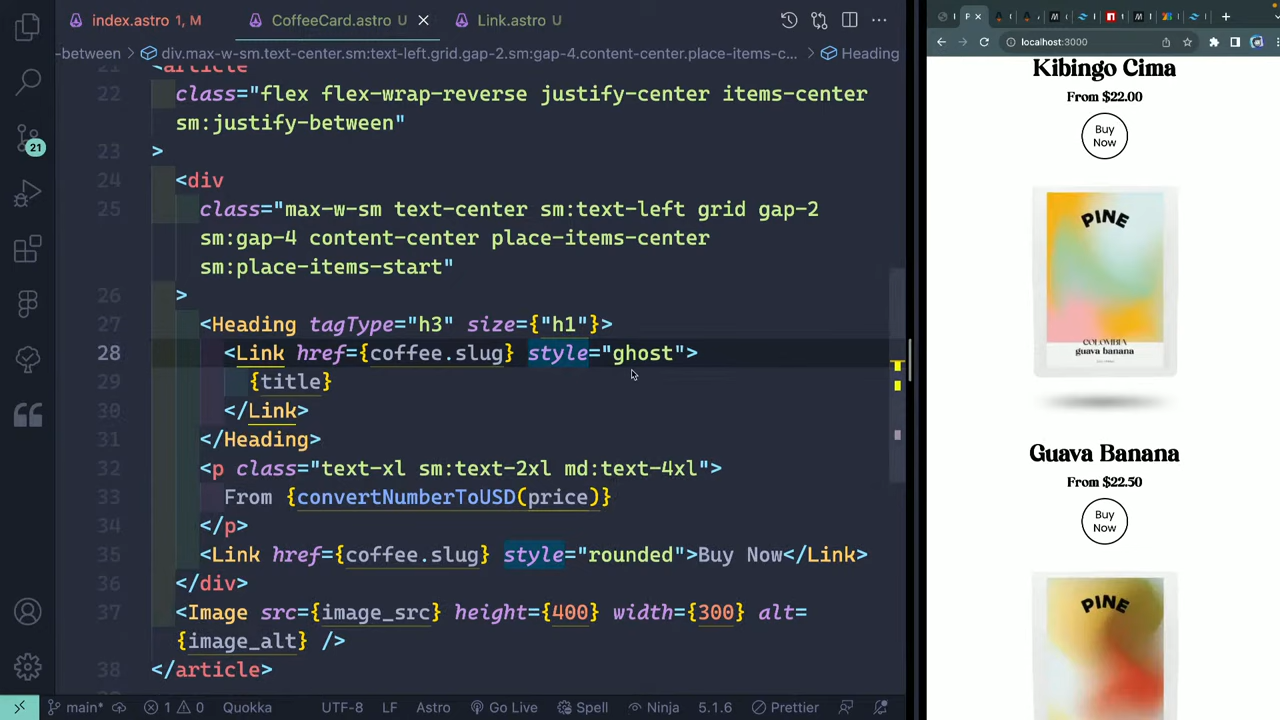 index.astro 1, M
CoffeeCard.astro U
Link.astro U
-between
div.max-w-sm.text-center.sm:text-left.grid.gap-2.sm:gap-4.content-center.place-items-c...
Heading
21 <article
22 class="flex flex-wrap-reverse justify-center items-center
sm:justify-between"
23 >
24 <div
25 class="max-w-sm text-center sm:text-left grid gap-2
sm:gap-4 content-center place-items-center
sm:place-items-start"
26 >
27 <Heading tagType="h3" size={"h1"}>
28 <Link href={coffee.slug} style="ghost">
29 {title}
30 </Link>
31 </Heading>
32 <p class="text-xl sm:text-2xl md:text-4xl">
33 From {convertNumberToUSD(price)}
34 </p>
35 <Link href={coffee.slug} style="rounded">Buy Now</Link>
36 </div>
37 <Image src={image_src} height={400} width={300} alt=
{image_alt} />
38 </article>
21
main*
1 0
Quokka
UTF-8
LF
Astro
Go Live
Spell
Ninja
5.1.6
Prettier
P
localhost:3000
Kibingo Cima
From $22.00
Buy
Now
PINE
COLOMBIA
guava banana
Guava Banana
From $22.50
Buy
Now
PINE